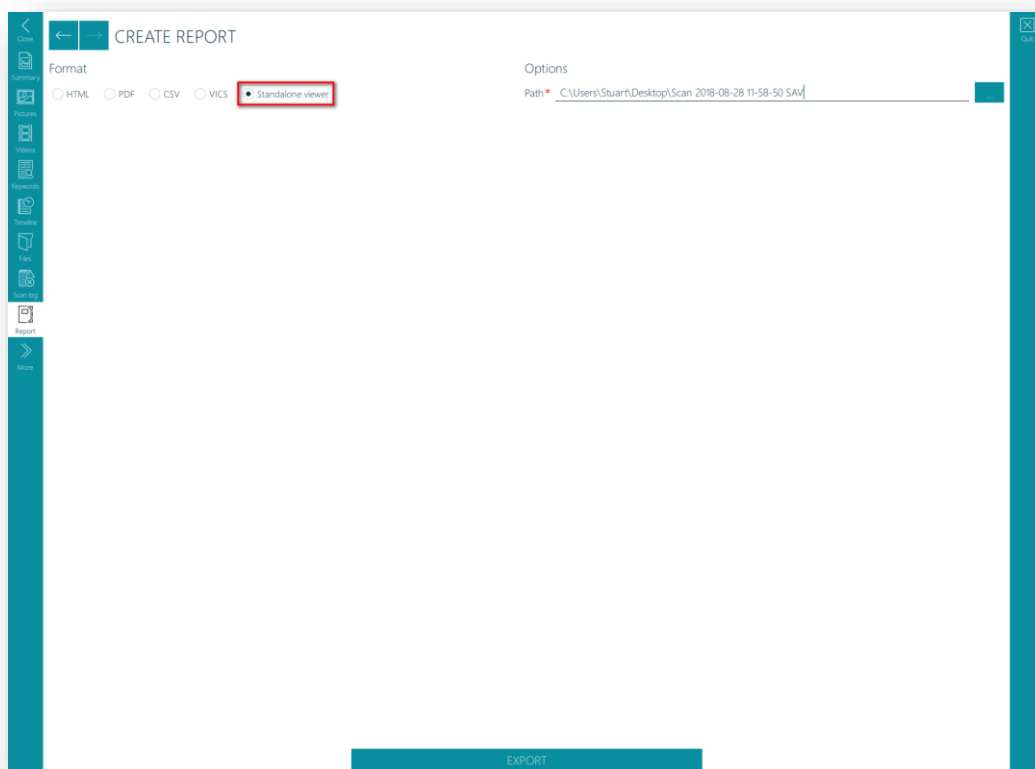 Close
CREATE REPORT
Quit
Summary
Format
Options
HTML PDF CSV VICS Standalone viewer
Path * C:\Users\Stuart\Desktop\Scan 2018-08-28 11-58-50 SAV
...
Pictures
Videos
Keywords
Timeline
Files
Scan log
Report
More
EXPORT